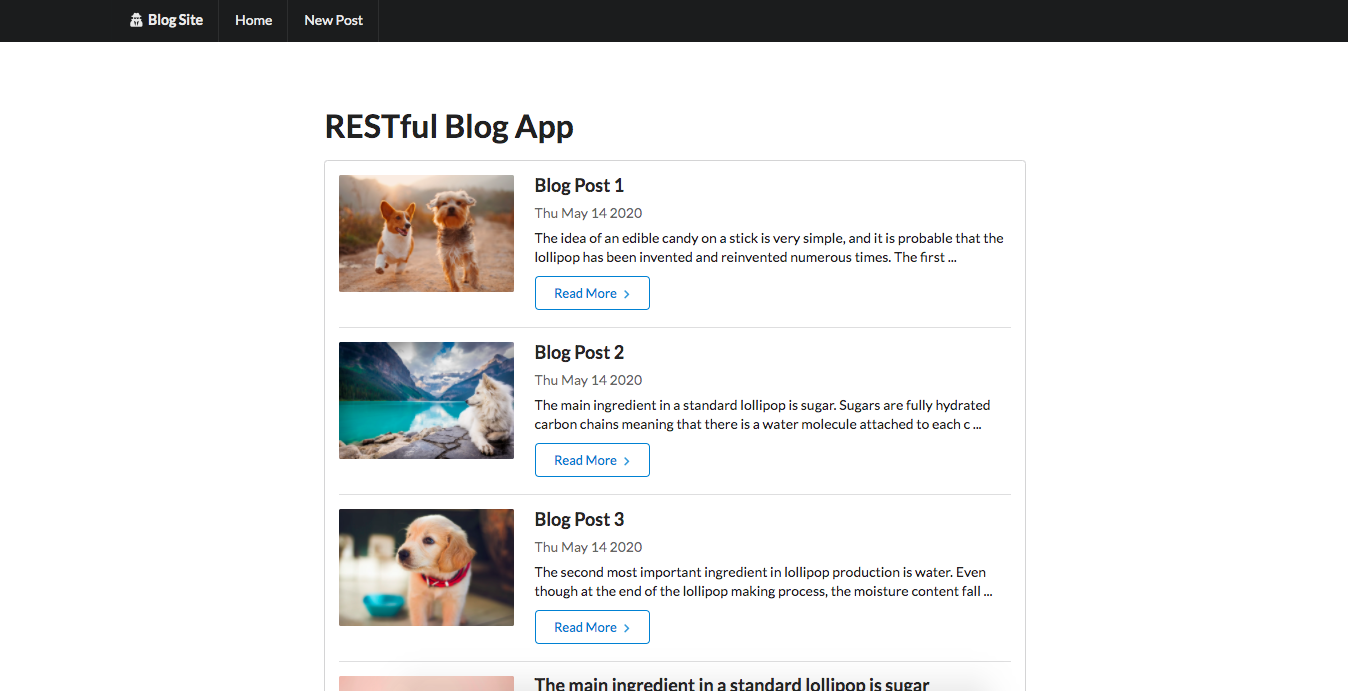 Blog Site
Home
New Post
RESTful Blog App
Blog Post 1
Thu May 14 2020
The idea of an edible candy on a stick is very simple, and it is probable that the
lollipop has been invented and reinvented numerous times. The first ...
Read More
Blog Post 2
Thu May 14 2020
The main ingredient in a standard lollipop is sugar. Sugars are fully hydrated
carbon chains meaning that there is a water molecule attached to each c ...
Read More
Blog Post 3
Thu May 14 2020
The second most important ingredient in lollipop production is water. Even
though at the end of the lollipop making process, the moisture content fall ...
Read More
The main ingredient in a standard lollipop is sugar